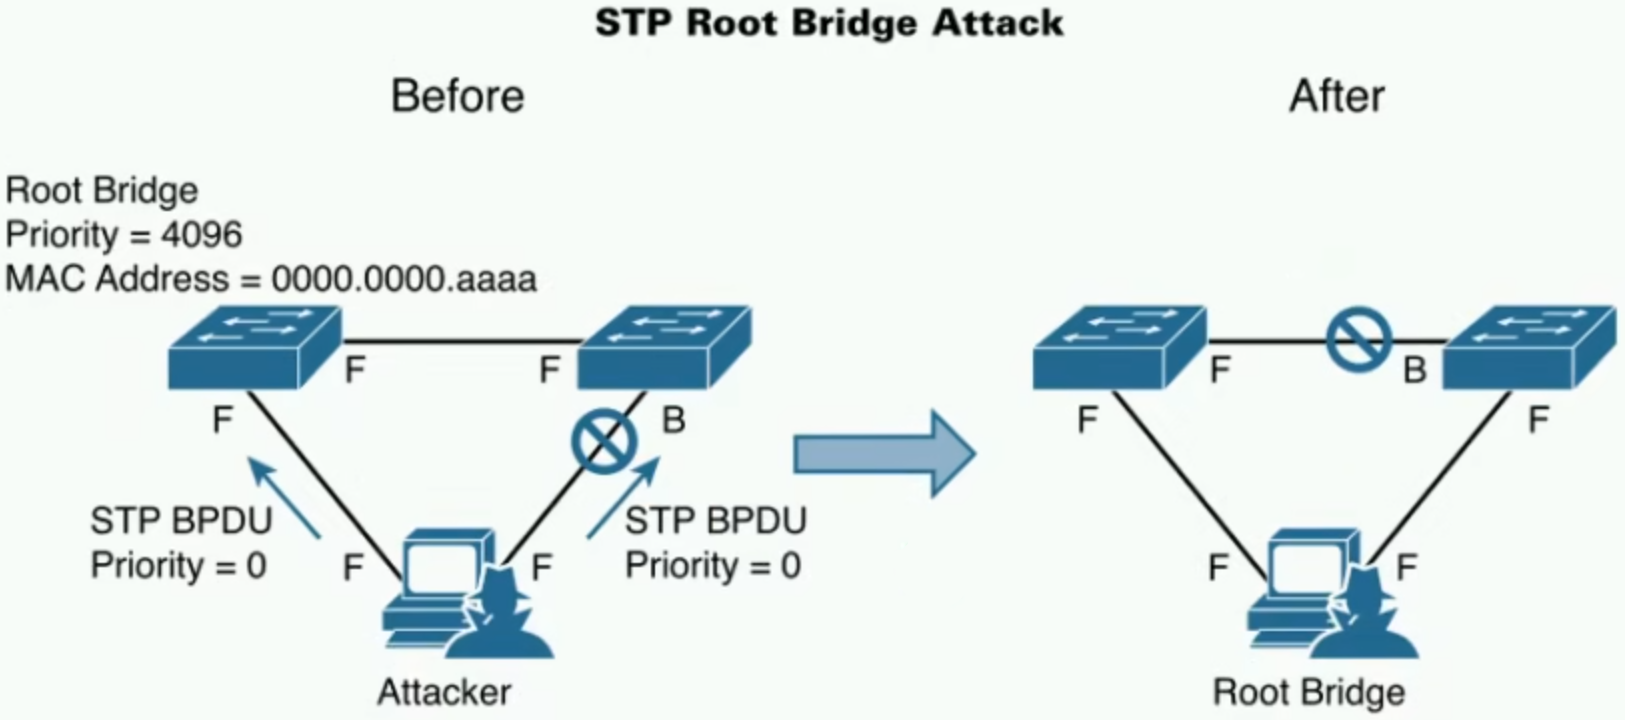 STP Root Bridge Attack
Before
Root Bridge
Priority = 4096
MAC Address = 0000.0000.aaaa
F
F
F
B
STP BPDU
Priority = 0
F
F
STP BPDU
Priority = 0
Attacker
After
F
B
F
F
F
F
Root Bridge